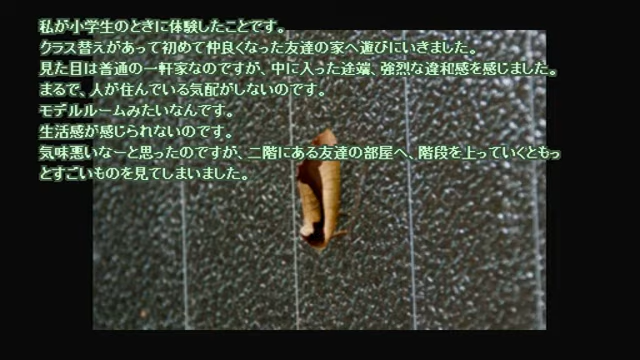 私が小学生のときに体験したことです。
クラス替えがあって初めて仲良くなった友達の家へ遊びにいきました。
見た目は普通の一軒家なのですが、中に入った途端、強烈な違和感を感じました。
まるで、人が住んでいる気配がしないのです。
モデルルームみたいなんです。
生活感が感じられないのです。
気味悪いなーと思ったのですが、二階にある友達の部屋へ、階段を上っていくともっ
とすごいものを見てしまいました。